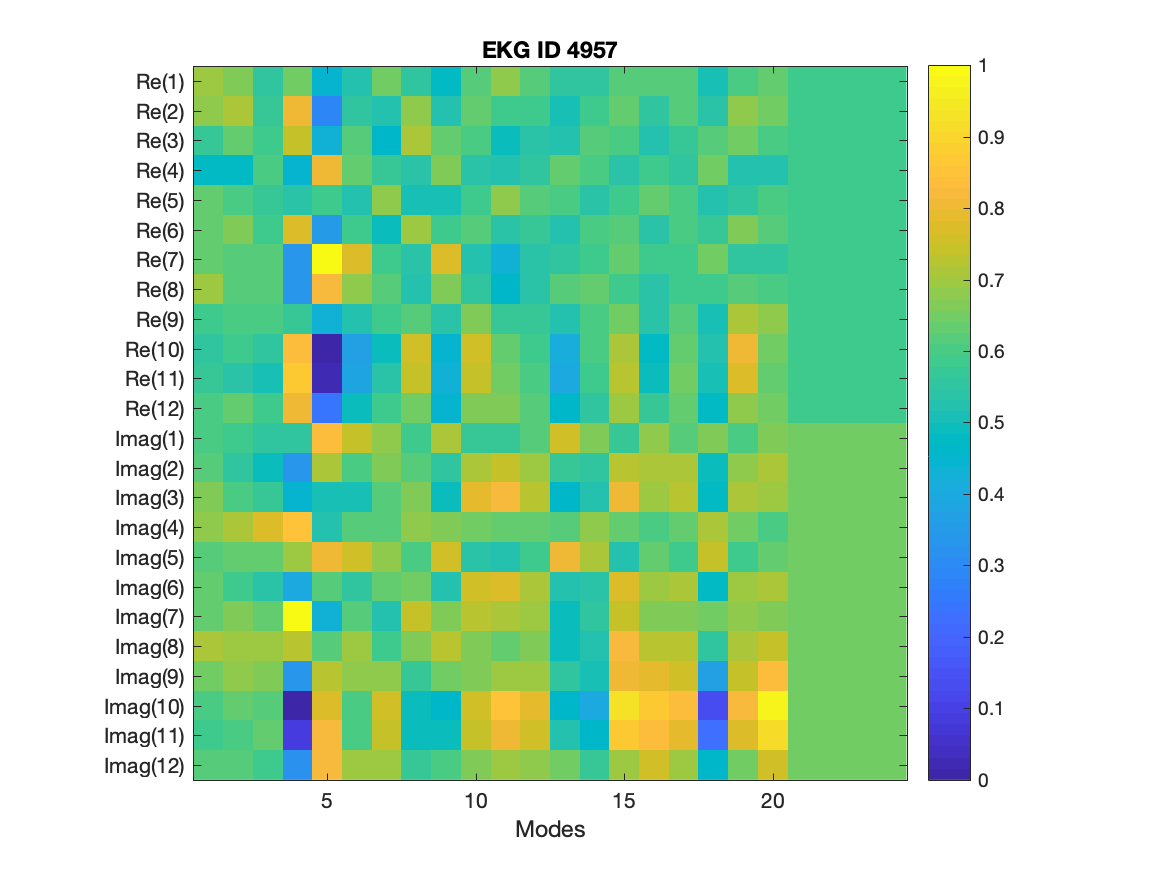 EKG ID 4957
Re(1)
Re(2)
Re(3)
Re(4)
Re(5)
Re(6)
Re(7)
Re(8)
Re(9)
Re(10)
Re(11)
Re(12)
Imag(1)
Imag(2)
Imag(3)
Imag(4)
Imag(5)
Imag(6)
Imag(7)
Imag(8)
Imag(9)
Imag(10)
Imag(11)
Imag(12)
5 10 15 20
Modes
1
0.9
0.8
0.7
0.6
0.5
0.4
0.3
0.2
0.1
0